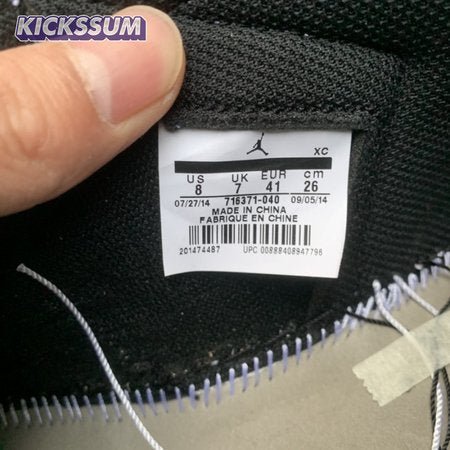 KICKSSUM
XC
US UK EUR cm
8 7 41 26
07/27/14 716371-040 09/05/14
MADE IN CHINA
FABRIQUE EN CHINE
201474487 UPC 00888408947796